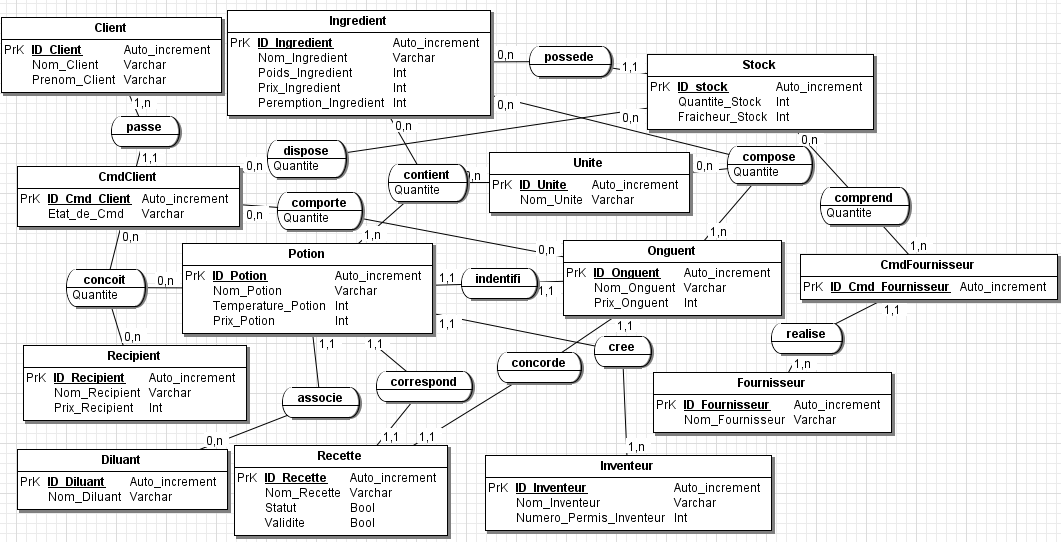 Client
PrK ID_Client Auto_increment
Nom_Client Varchar
Prenom_Client Varchar
Ingredient
PrK ID_Ingredient Auto_increment
Nom_Ingredient Varchar
Poids_Ingredient Int
Prix_Ingredient Int
Peremption_Ingredient Int
0,n
possede
1,1
Stock
PrK ID_stock Auto_increment
Quantite_Stock Int
Fraicheur_Stock Int
1,n
passe
1,1
0,n
0,n
0,n
0,n
dispose
Quantite
0,n
contient
Quantite
0,n
Unite
PrK ID_Unite Auto_increment
Nom_Unite Varchar
0,n
compose
Quantite
comprend
Quantite
CmdClient
PrK ID_Cmd_Client Auto_increment
Etat_de_Cmd Varchar
0,n
comporte
Quantite
0,n
1,n
1,n
1,n
0,n
Potion
PrK ID_Potion Auto_increment
Nom_Potion Varchar
Temperature_Potion Int
Prix_Potion Int
1,1
indentifi
1,1
Onguent
PrK ID_Onguent Auto_increment
Nom_Onguent Varchar
Prix_Onguent Int
CmdFournisseur
PrK ID_Cmd_Fournisseur Auto_increment
concoit
Quantite
0,n
0,n
1,1
1,1
1,1
1,1
1,1
realise
1,n
cree
concorde
Recipient
PrK ID_Recipient Auto_increment
Nom_Recipient Varchar
Prix_Recipient Int
correspond
associe
Fournisseur
PrK ID_Fournisseur Auto_increment
Nom_Fournisseur Varchar
0,n
1,1
1,1
1,n
Diluant
PrK ID_Diluant Auto_increment
Nom_Diluant Varchar
Recette
PrK ID_Recette Auto_increment
Nom_Recette Varchar
Statut Bool
Validite Bool
Inventeur
PrK ID_Inventeur Auto_increment
Nom_Inventeur Varchar
Numero_Permis_Inventeur Int